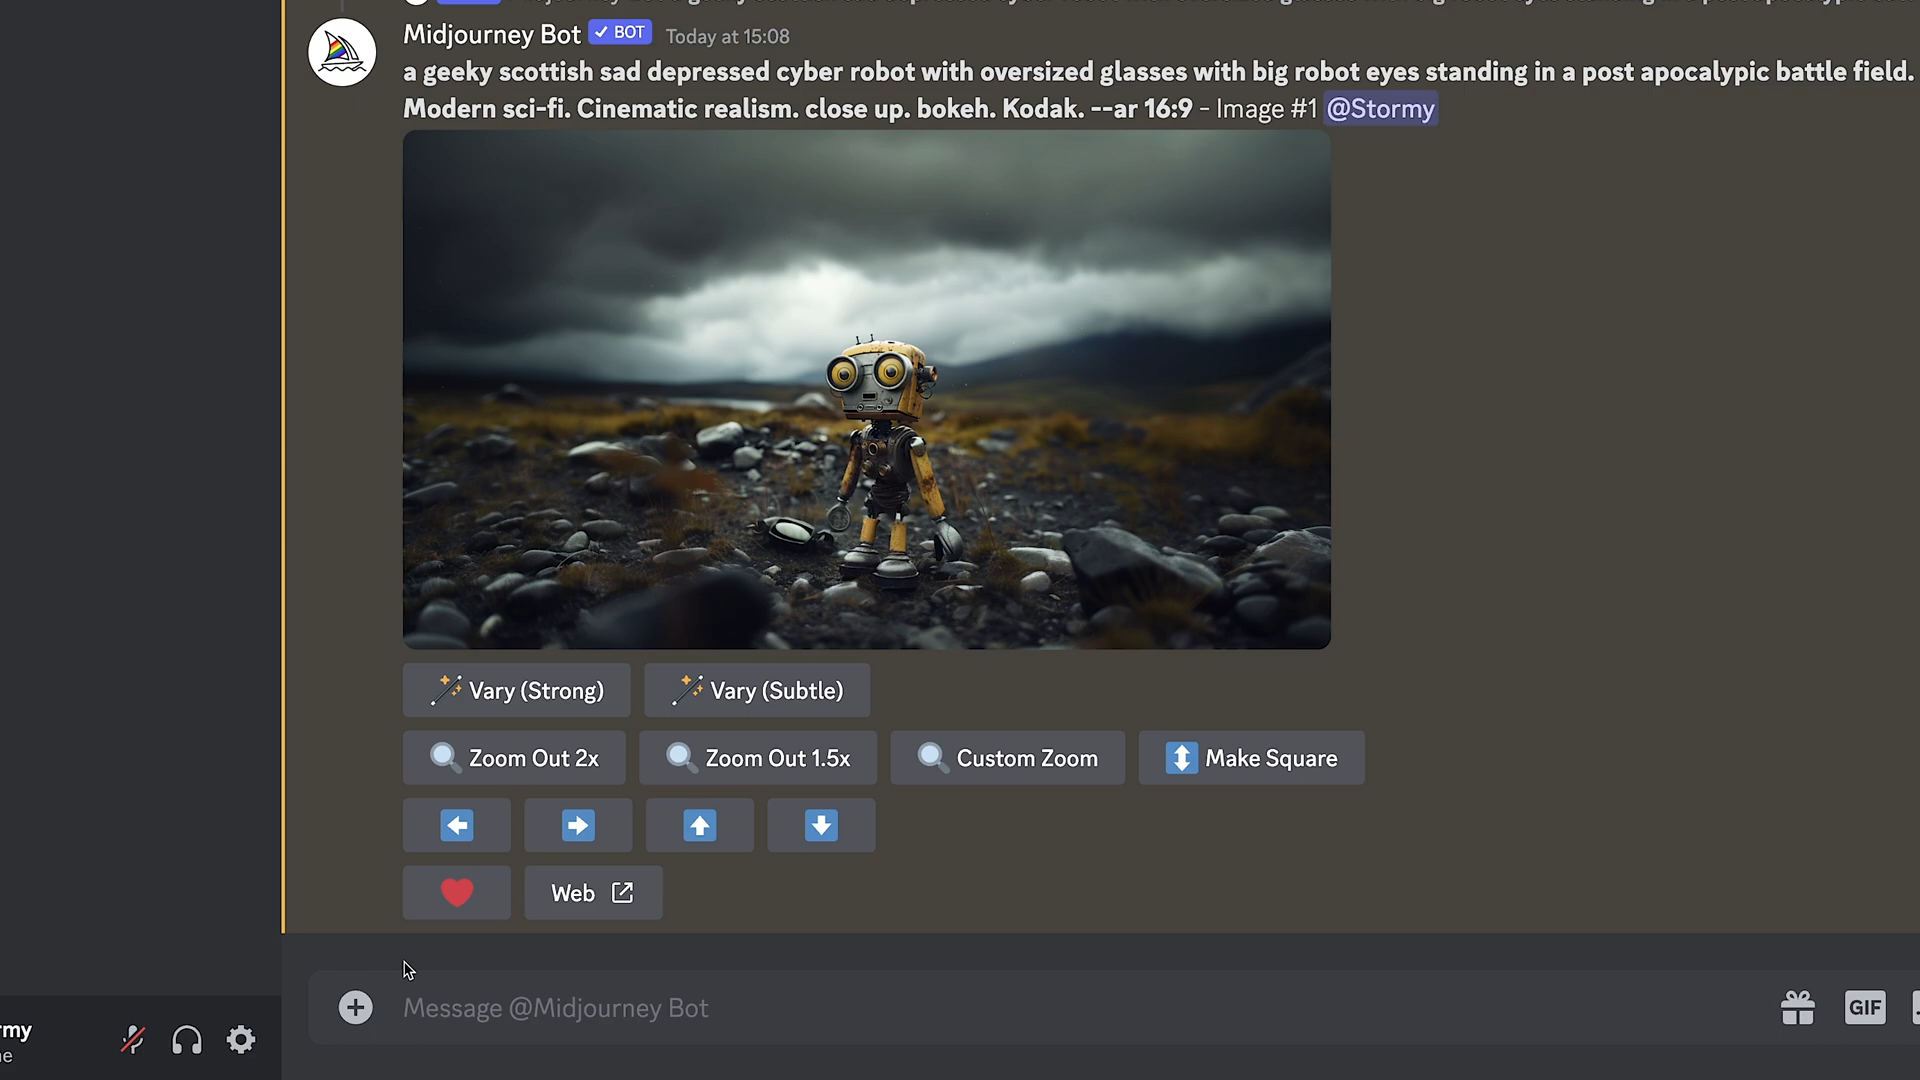 Midjourney Bot ✓ BOT Today at 15:08
a geeky scottish sad depressed cyber robot with oversized glasses with big robot eyes standing in a post apocalypic battle field.
Modern sci-fi. Cinematic realism. close up. bokeh. Kodak. --ar 16:9 - Image #1 @Stormy
Vary (Strong) Vary (Subtle)
Zoom Out 2x Zoom Out 1.5x Custom Zoom Make Square
Web
Message @Midjourney Bot
GIF
rmy
ne